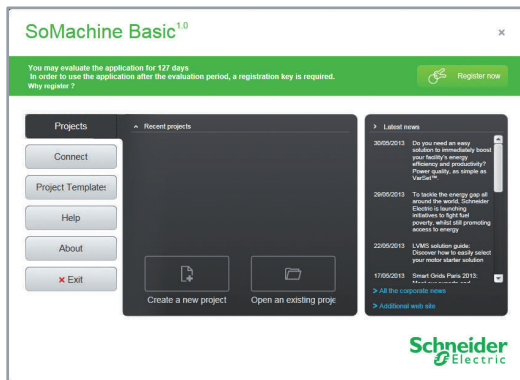 SoMachine Basic1.0
You may evaluate the application for 127 days
In order to use the application after the evaluation period, a registration key is required.
Why register ?
Register now
Projects
Connect
Project Templates
Help
About
Exit
Recent projects
Create a new project
Open an existing proje
Latest news
30/05/2013 Do you need an easy
solution to immediately boost
your facility's energy
efficiency and productivity?
Power quality, as simple as
VarSet™.
29/05/2013 To tackle the energy gap all
around the world, Schneider
Electric is launching
initiatives to fight fuel
poverty, whilst still promoting
access to energy
22/05/2013 LVMS solution guide:
Discover how to easily select
your motor starter solution
17/05/2013 Smart Grids Paris 2013:
> All the corporate news
> Additional web site
Schneider
Electric